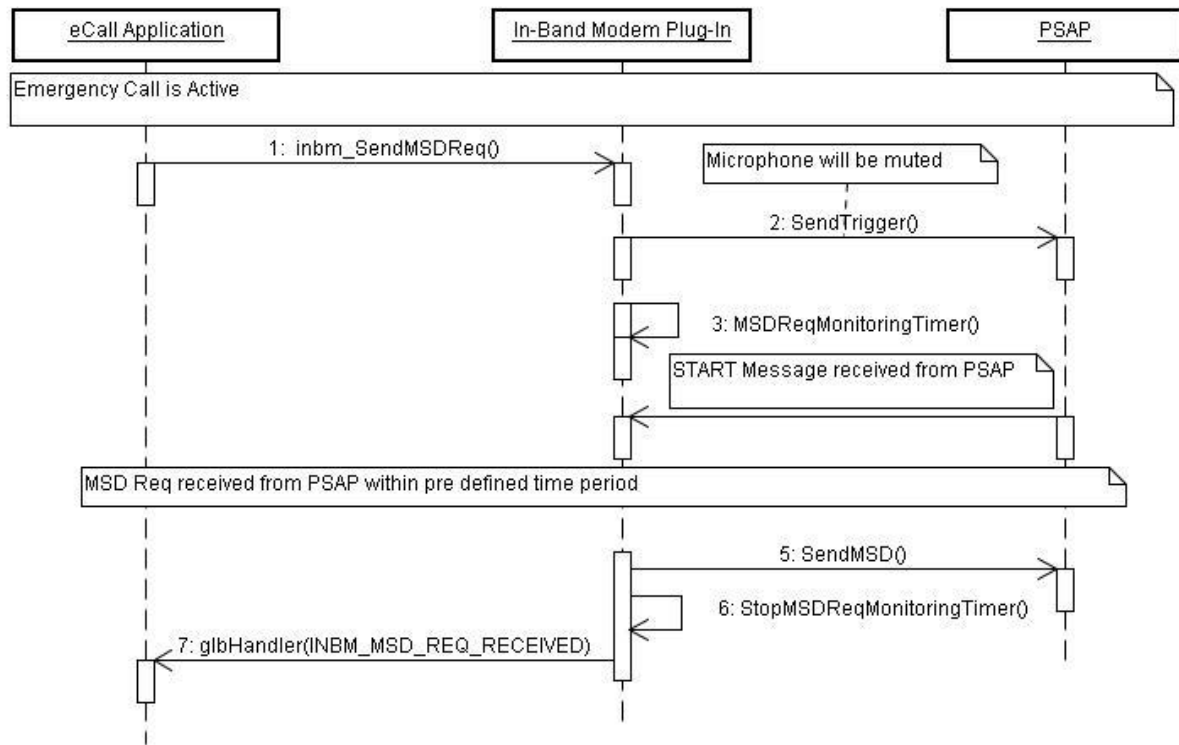 eCall Application
In-Band Modem Plug-In
PSAP
Emergency Call is Active
1: inbm_SendMSDReq()
Microphone will be muted
2: SendTrigger()
3: MSDReqMonitoringTimer()
START Message received from PSAP
MSD Req received from PSAP within pre defined time period
5: SendMSD()
6: StopMSDReqMonitoringTimer()
7: glbHandler(INBM_MSD_REQ_RECEIVED)